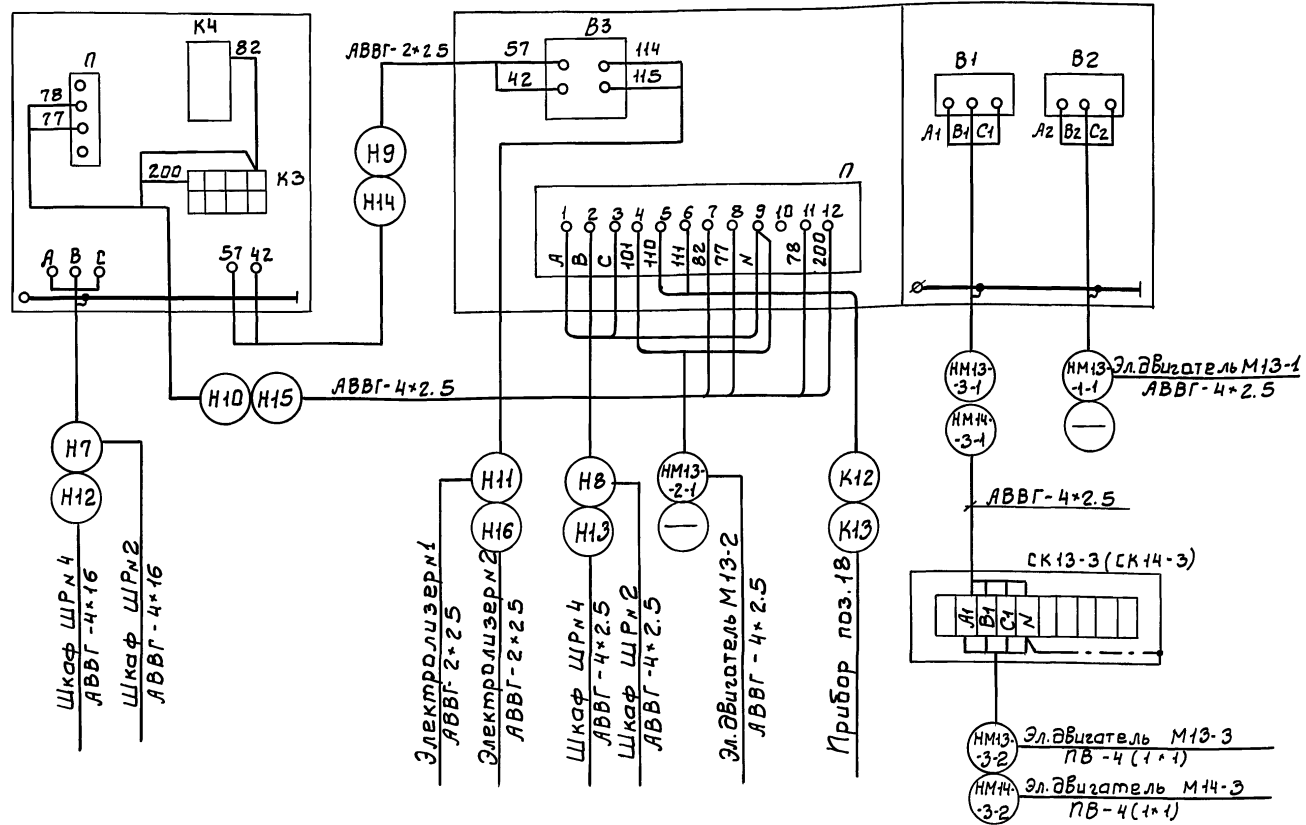 К4
82
П
78
77
200
К3
А В С
57 42
АВВГ-2×2.5
Н9
Н14
В3
57
42
114
115
П
1 2 3 4 5 6 7 8 9 10 11 12
А
В
С
101
110
111
82
77
N
78
200
В1
А1 В1 С1
В2
А2 В2 С2
Н10 Н15
АВВГ-4×2.5
НМ13-
-3-1
НМ14-
-3-1
НМ13-
-1-1
—
Эл.двигатель М13-1
АВВГ-4×2.5
Н7
Н12
Шкаф ШР№4
АВВГ-4×16
Шкаф ШР№2
АВВГ-4×16
Н11
Н16
Электролизер№1
АВВГ-2×2.5
Электролизер№2
АВВГ-2×2.5
Н8
Н13
Шкаф ШР№4
АВВГ-4×2.5
Шкаф ШР№2
АВВГ-4×2.5
НМ13-
-2-1
—
Эл.двигатель М13-2
АВВГ-4×2.5
К12
К13
Прибор поз.18
АВВГ-4×2.5
СК13-3(СК14-3)
А1
В1
С1
N
НМ13-
-3-2
Эл.двигатель М13-3
ПВ-4(1×1)
НМ14-
-3-2
Эл.двигатель М14-3
ПВ-4(1×1)